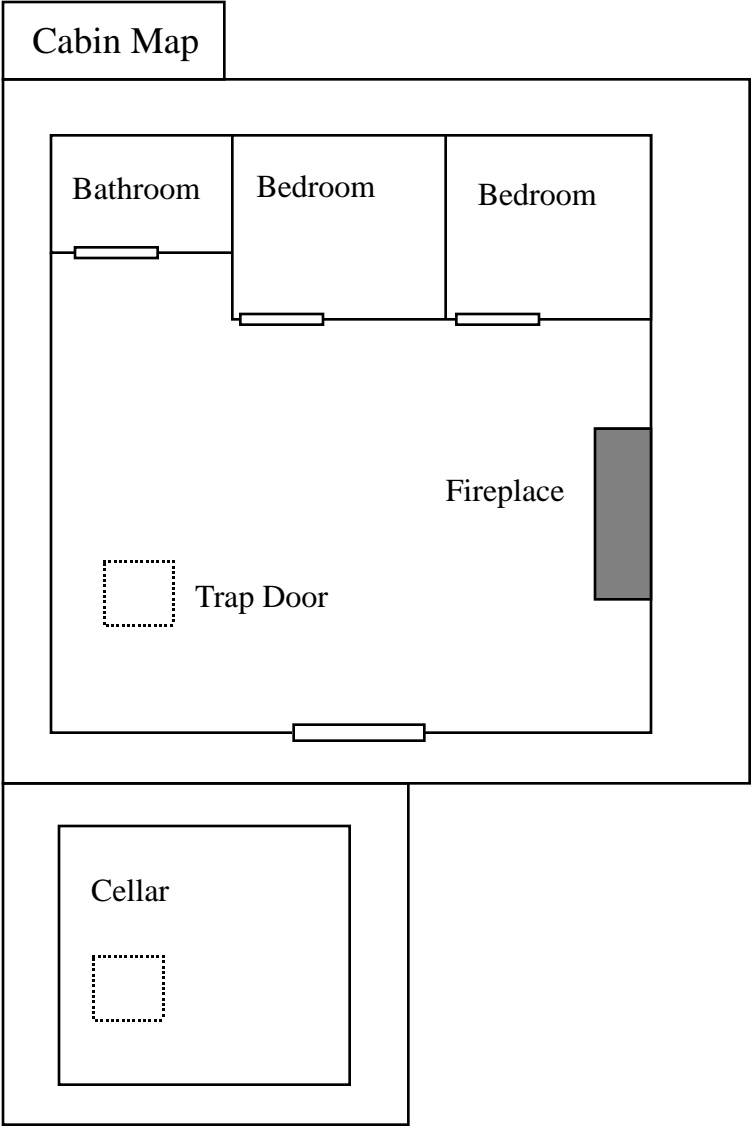 Cabin Map
Bathroom
Bedroom
Bedroom
Fireplace
Trap Door
Cellar